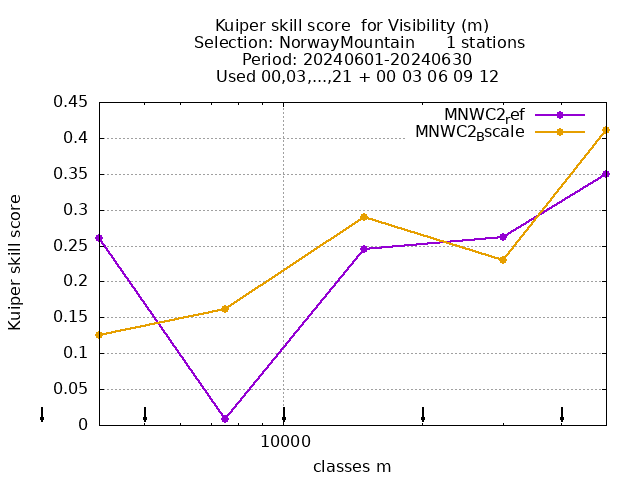 Kuiper skill score  for Visibility (m)
Selection: NorwayMountain      1 stations
Period: 20240601-20240630
Used 00,03,...,21 + 00 03 06 09 12
MNWC2ref
MNWC2Bscale
0.45
0.4
0.35
0.3
0.25
0.2
0.15
0.1
0.05
0
Kuiper skill score
10000
classes m